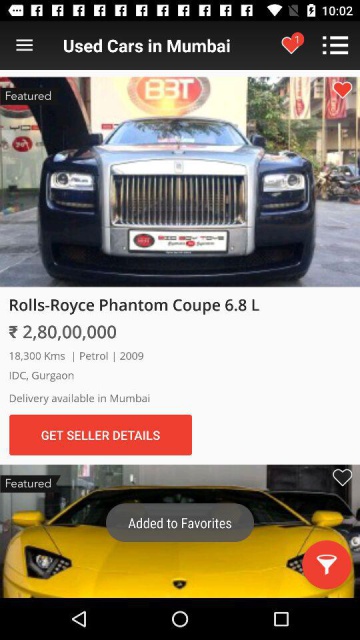 10:02
Used Cars in Mumbai
1
Featured
BBT
BIG BOY TOYZ
Rolls-Royce Phantom Coupe 6.8 L
₹ 2,80,00,000
18,300 Kms | Petrol | 2009
IDC, Gurgaon
Delivery available in Mumbai
GET SELLER DETAILS
Featured
Added to Favorites